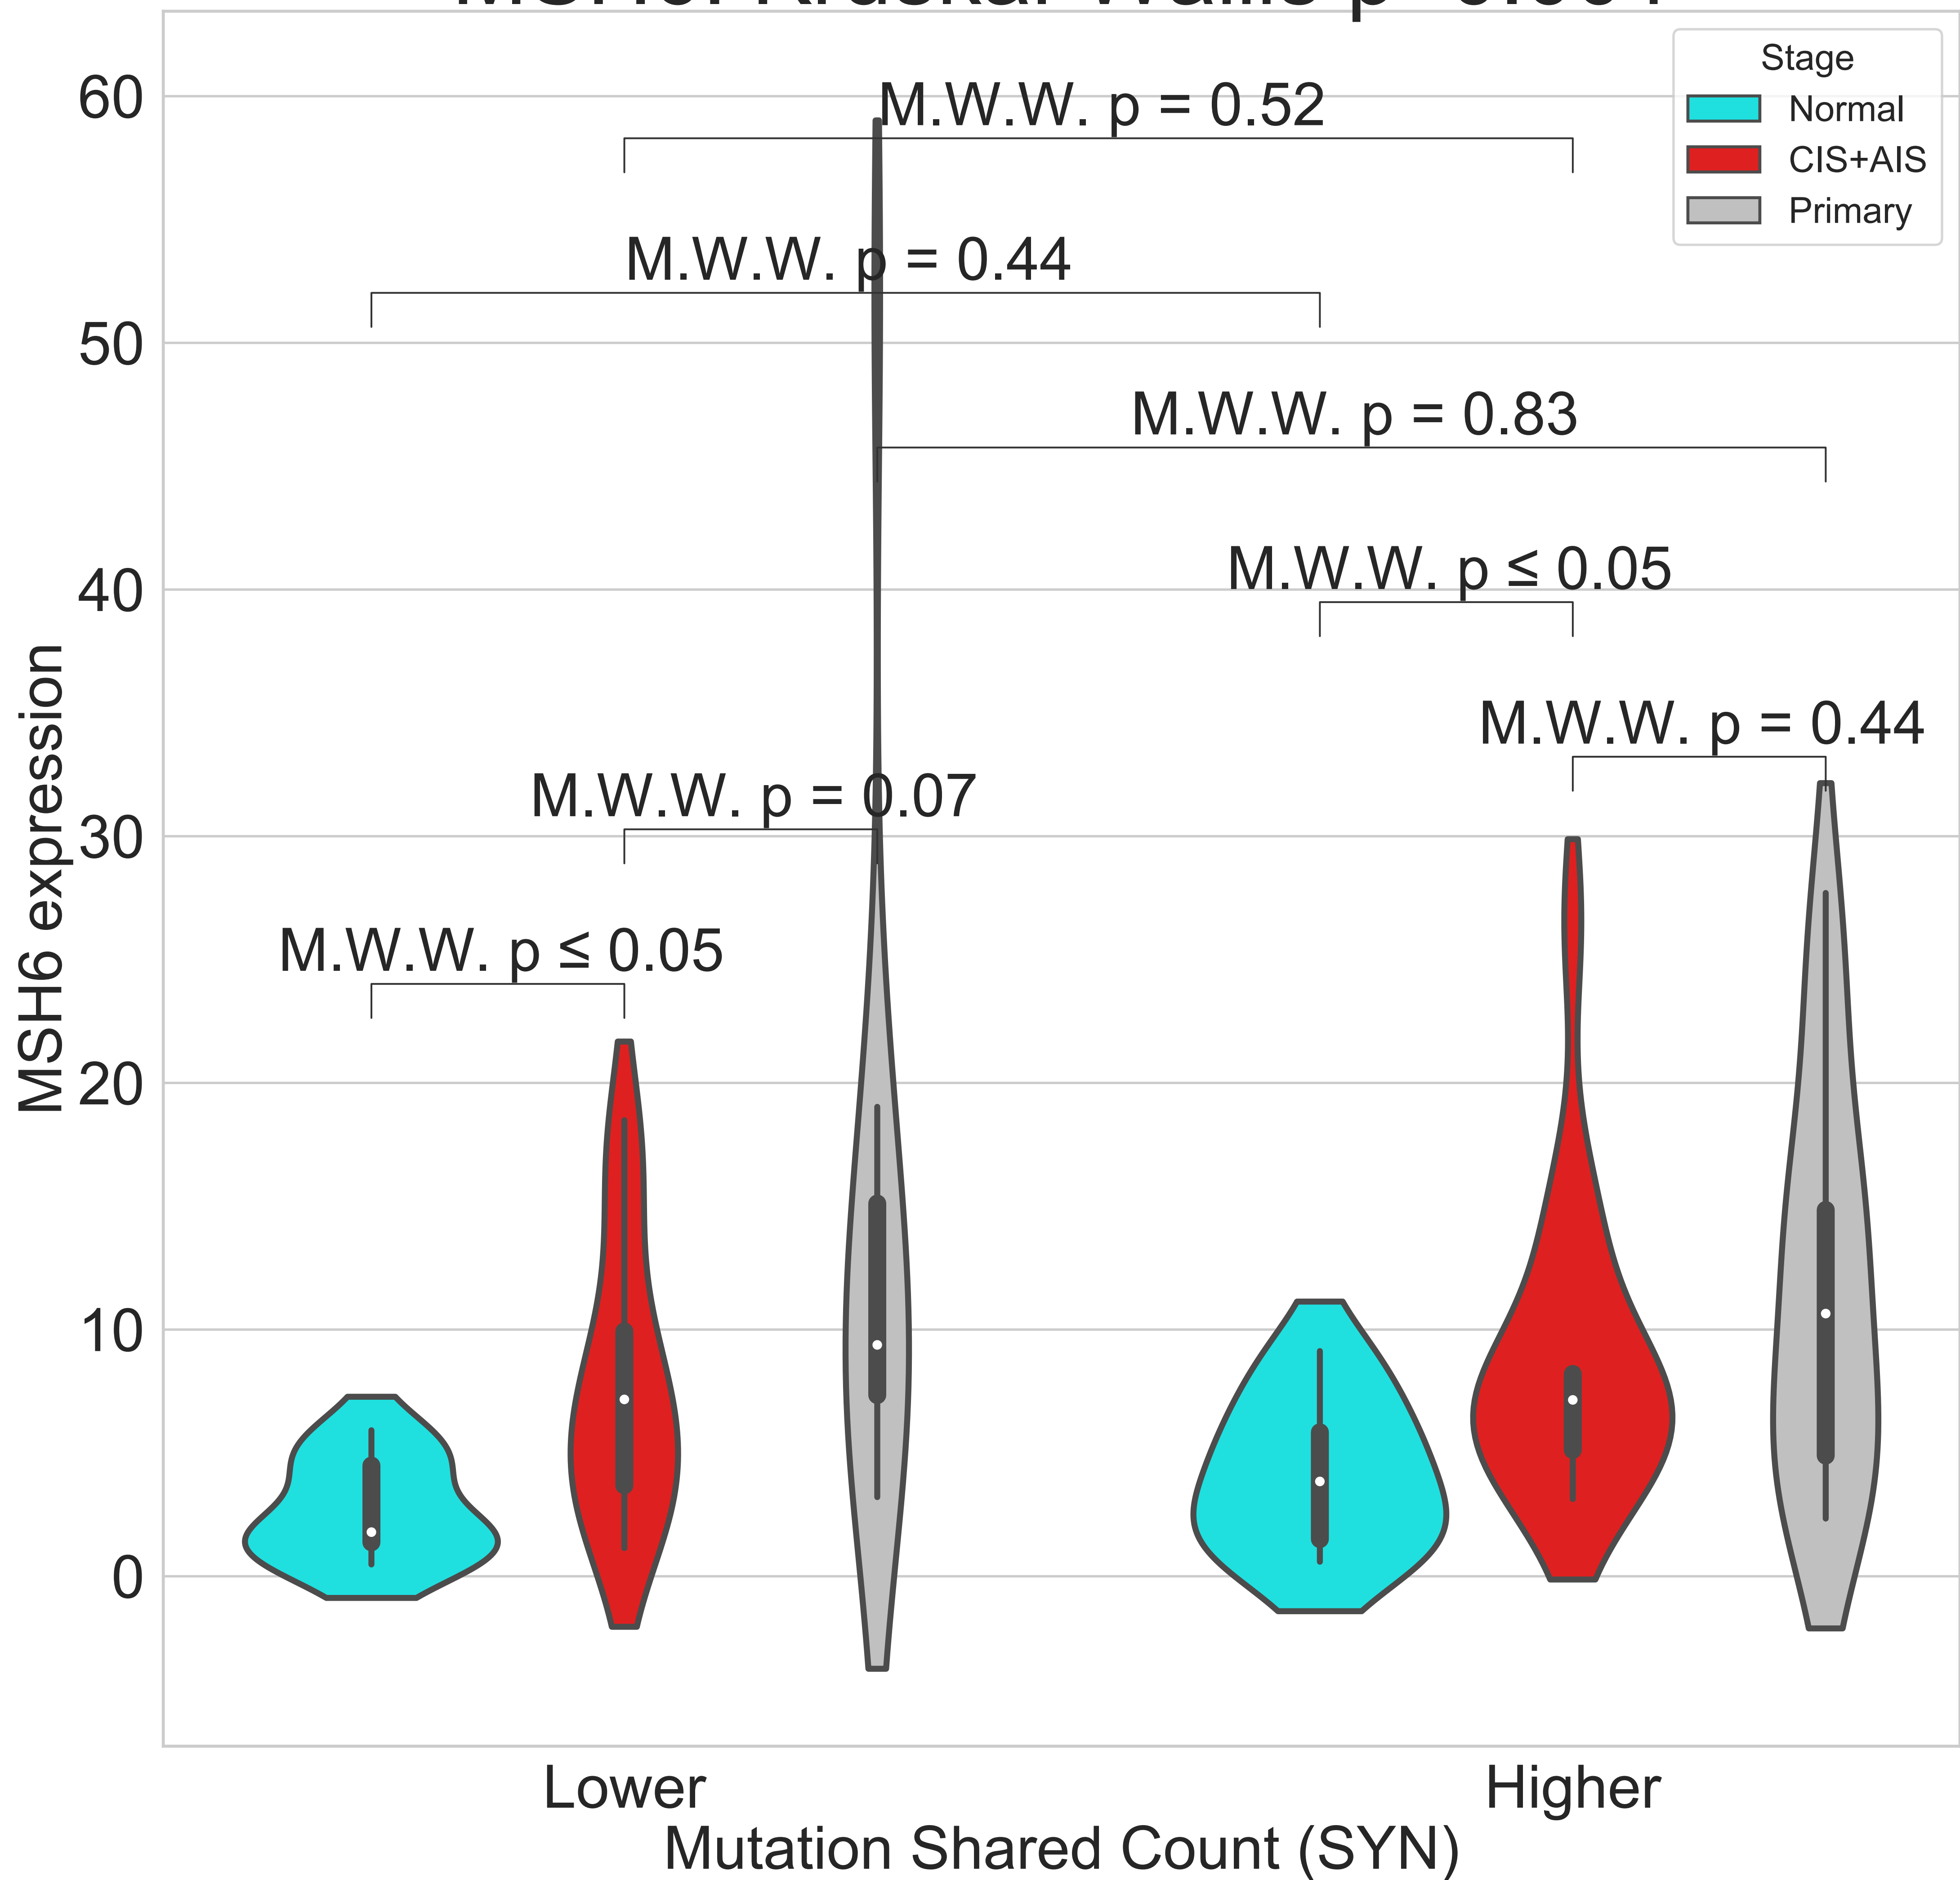 60
50
40
30
20
10
0
MSH6 expression
Stage
Normal
CIS+AIS
Primary
M.W.W. p = 0.52
M.W.W. p = 0.44
M.W.W. p = 0.83
M.W.W. p ≤ 0.05
M.W.W. p = 0.44
M.W.W. p = 0.07
M.W.W. p ≤ 0.05
Lower
Higher
Mutation Shared Count (SYN)